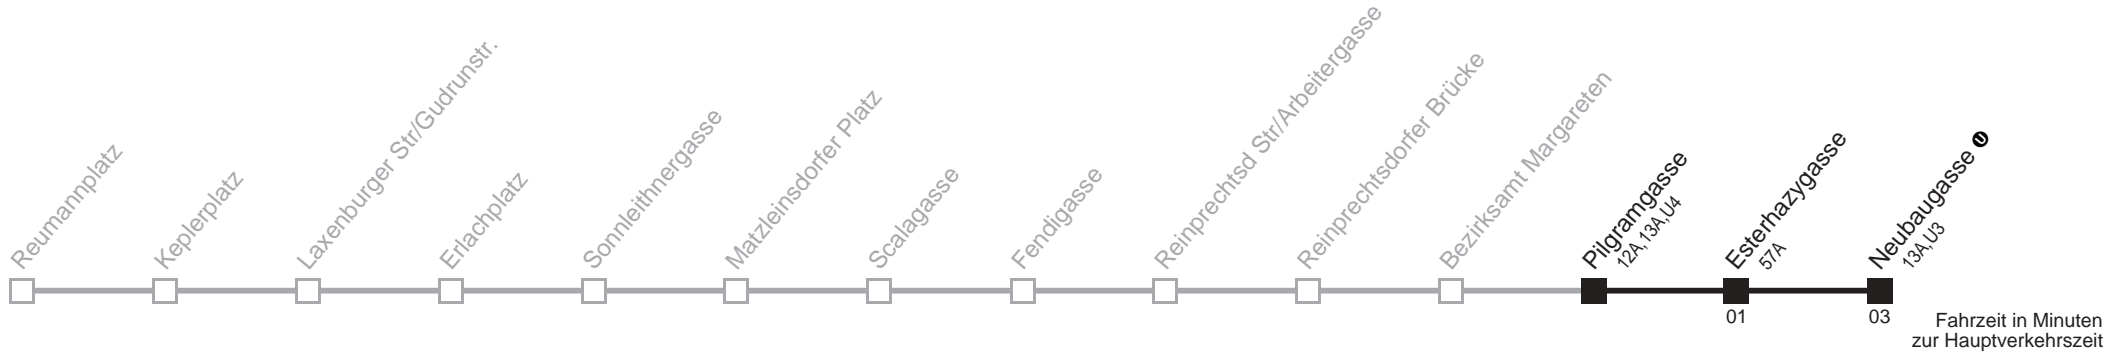 Reumannplatz
Keplerplatz
Laxenburger Str/Gudrunstr.
Erlachplatz
Sonnleithnergasse
Matzleinsdorfer Platz
Scalagasse
Fendigasse
Reinprechtsd Str/Arbeitergasse
Reinprechtsdorfer Brücke
Bezirksamt Margareten
Pilgramgasse
12A,13A,U4
Esterhazygasse
57A
Neubaugasse U
13A,U3
01
03
Fahrzeit in Minuten
zur Hauptverkehrszeit